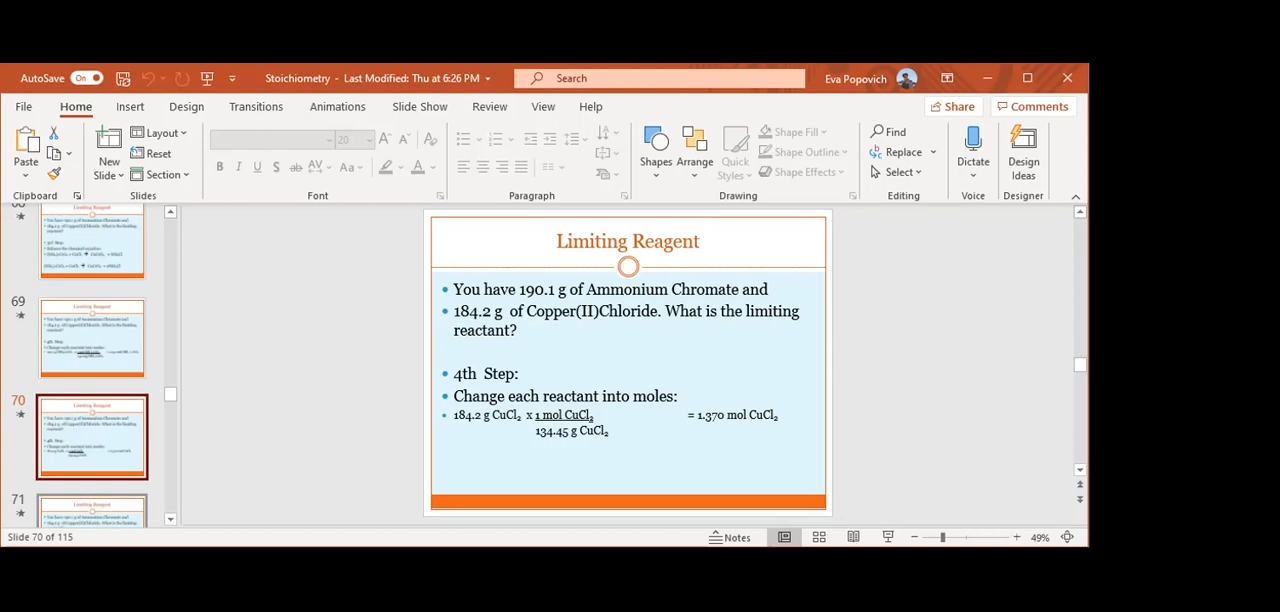 AutoSave On Stoichiometry - Last Modified: Thu at 6:26 PM Search Eva Popovich
File Home Insert Design Transitions Animations Slide Show Review View Help Share Comments
Paste
Clipboard
New Slide
Layout
Reset
Section
Slides
20
Font
Paragraph
Shapes
Arrange
Quick Styles
Shape Fill
Shape Outline
Shape Effects
Drawing
Find
Replace
Select
Editing
Dictate
Voice
Design Ideas
Designer
69
70
71
Limiting Reagent
• You have 190.1 g of Ammonium Chromate and
• 184.2 g of Copper(II)Chloride. What is the limiting
reactant?
• 4th Step:
• Change each reactant into moles:
• 184.2 g CuCl₂ x 1 mol CuCl₂ = 1.370 mol CuCl₂
134.45 g CuCl₂
Slide 70 of 115 Notes 49%